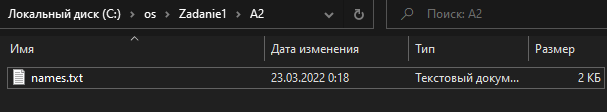 Локальный диск (C:) > os > Zadanie1 > A2 Поиск: A2
Имя Дата изменения Тип Размер
names.txt 23.03.2022 0:18 Текстовый докум... 2 КБ